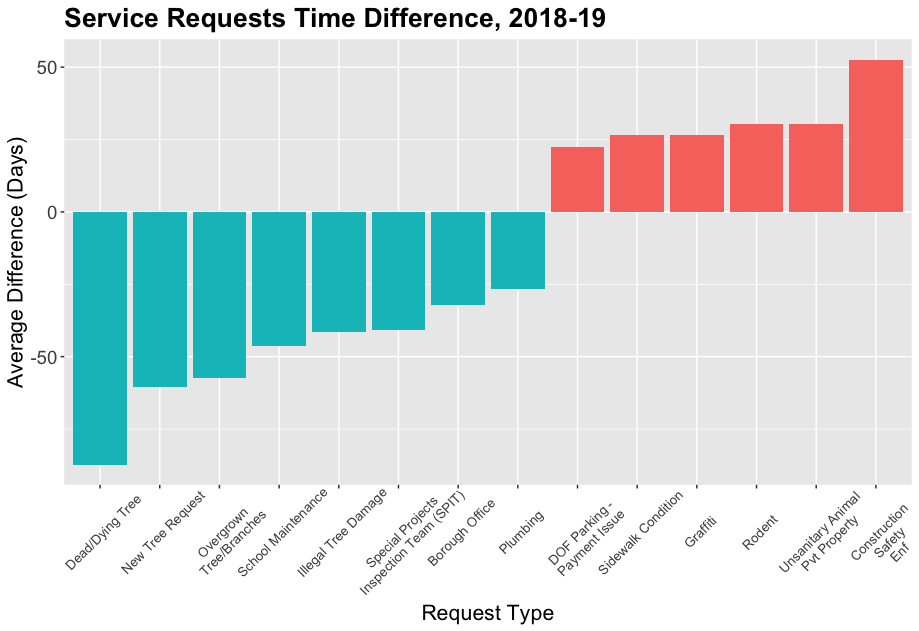 Service Requests Time Difference, 2018-19
Average Difference (Days)
50
0
-50
Dead/Dying Tree
New Tree Request
Overgrown
Tree/Branches
School Maintenance
Illegal Tree Damage
Special Projects
Inspection Team (SPIT)
Borough Office
Plumbing
DOF Parking -
Payment Issue
Sidewalk Condition
Graffiti
Rodent
Unsanitary Animal
Pvt Property
Construction
Safety
Enf
Request Type